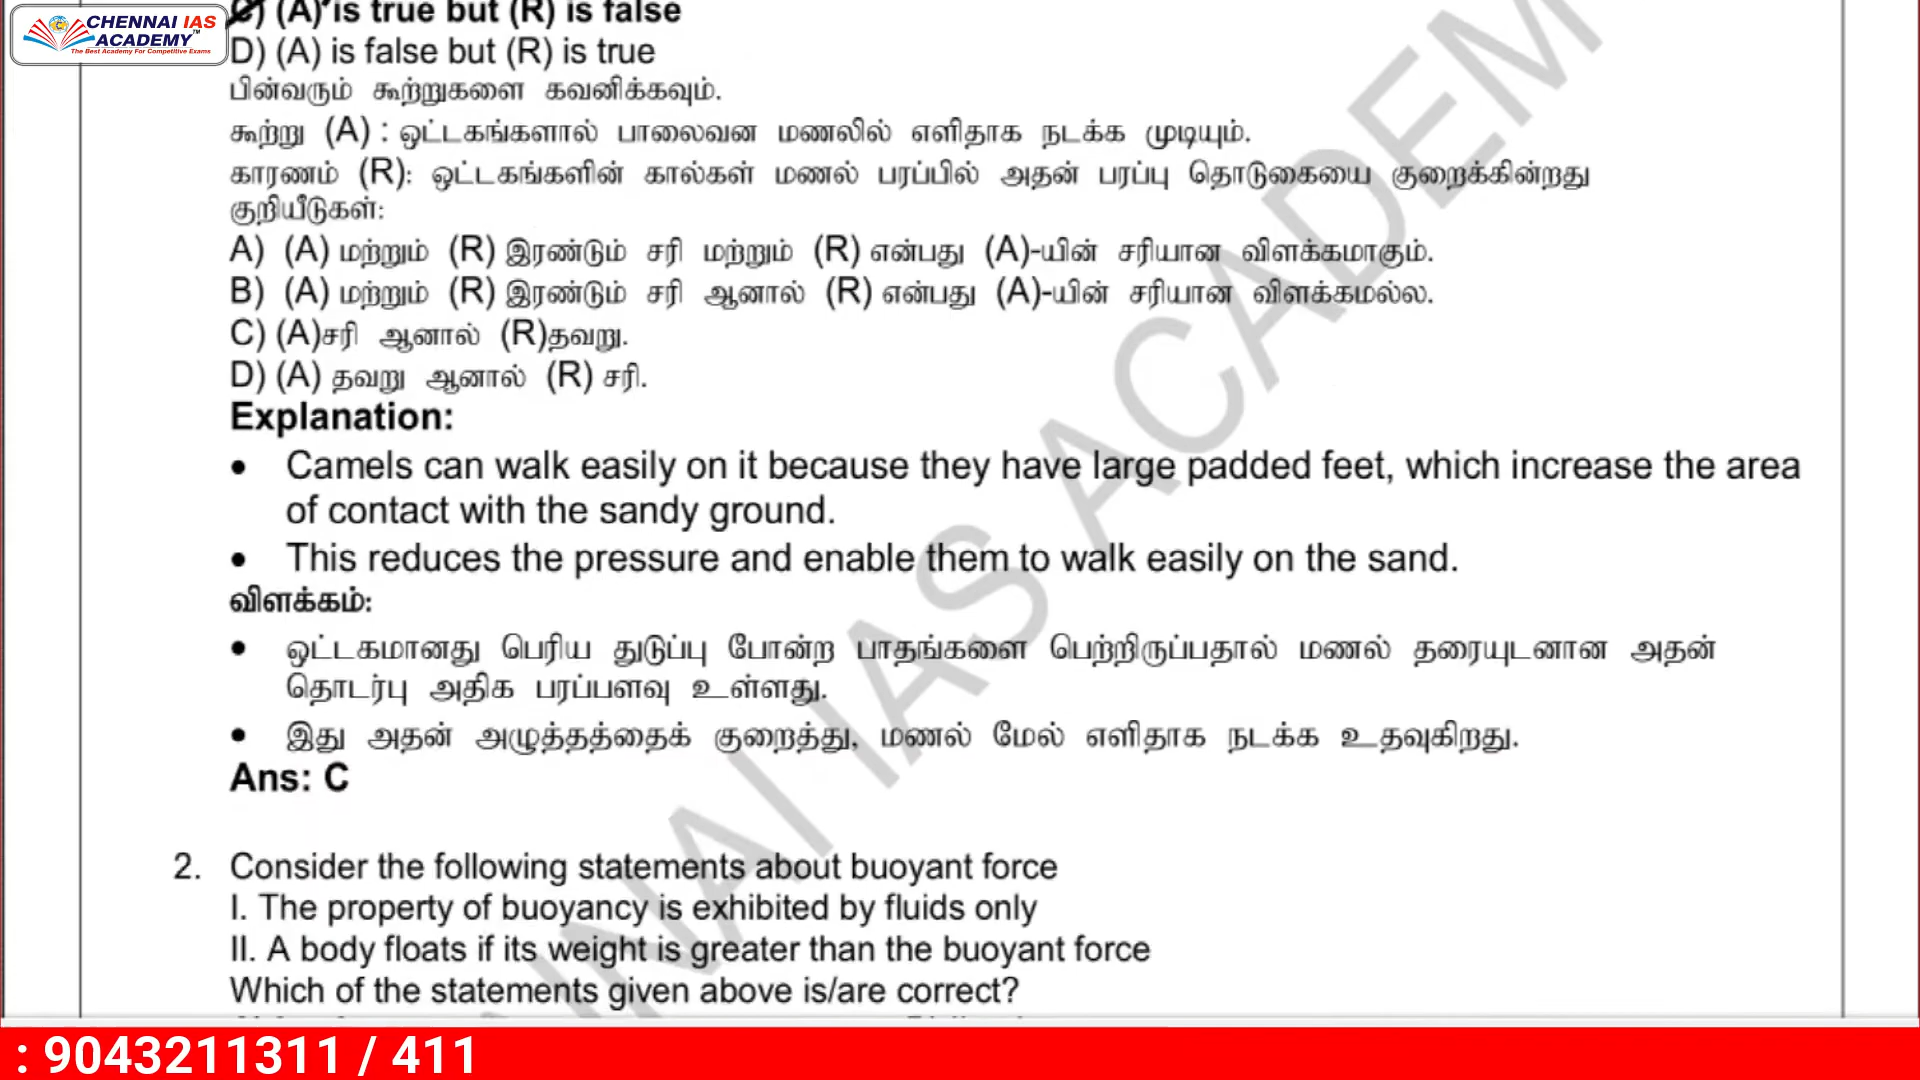 CHENNAI IAS
ACADEMY™
The Best Academy For Competitive Exams
C) (A) is true but (R) is false
D) (A) is false but (R) is true
பின்வரும் கூற்றுகளை கவனிக்கவும்.
கூற்று (A) : ஒட்டகங்களால் பாலைவன மணலில் எளிதாக நடக்க முடியும்.
காரணம் (R): ஒட்டகங்களின் கால்கள் மணல் பரப்பில் அதன் பரப்பு தொடுகையை குறைக்கின்றது
குறியீடுகள்:
A) (A) மற்றும் (R) இரண்டும் சரி மற்றும் (R) என்பது (A)-யின் சரியான விளக்கமாகும்.
B) (A) மற்றும் (R) இரண்டும் சரி ஆனால் (R) என்பது (A)-யின் சரியான விளக்கமல்ல.
C) (A)சரி ஆனால் (R)தவறு.
D) (A) தவறு ஆனால் (R) சரி.
Explanation:
• Camels can walk easily on it because they have large padded feet, which increase the area
of contact with the sandy ground.
• This reduces the pressure and enable them to walk easily on the sand.
விளக்கம்:
• ஒட்டகமானது பெரிய துடுப்பு போன்ற பாதங்களை பெற்றிருப்பதால் மணல் தரையுடனான அதன்
தொடர்பு அதிக பரப்பளவு உள்ளது.
• இது அதன் அழுத்தத்தைக் குறைத்து, மணல் மேல் எளிதாக நடக்க உதவுகிறது.
Ans: C
2. Consider the following statements about buoyant force
I. The property of buoyancy is exhibited by fluids only
II. A body floats if its weight is greater than the buoyant force
Which of the statements given above is/are correct?
NNAI IAS ACADEM
: 9043211311 / 411